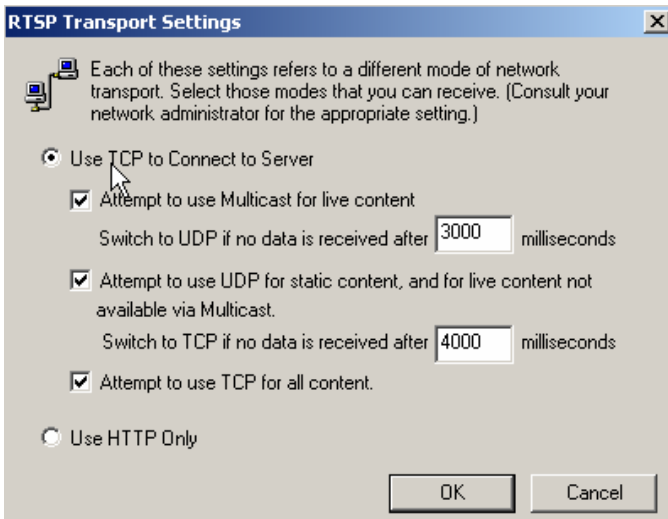 RTSP Transport Settings
Each of these settings refers to a different mode of network
transport. Select those modes that you can receive. (Consult your
network administrator for the appropriate setting.)
Use TCP to Connect to Server
Attempt to use Multicast for live content
Switch to UDP if no data is received after 3000 milliseconds
Attempt to use UDP for static content, and for live content not
available via Multicast.
Switch to TCP if no data is received after 4000 milliseconds
Attempt to use TCP for all content.
Use HTTP Only
OK Cancel